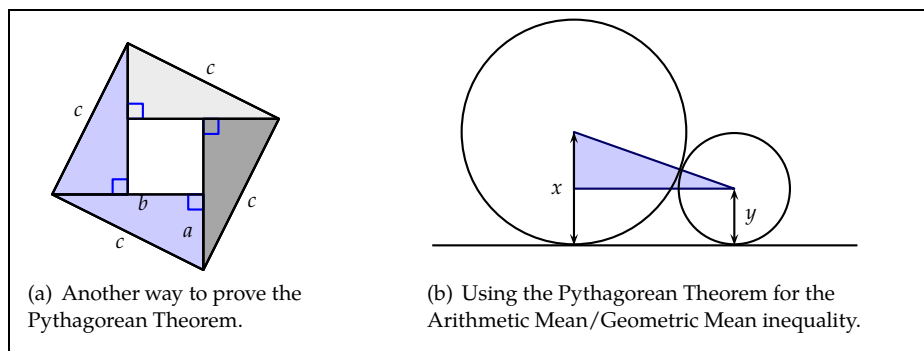 c
c
c
b
a
c
x
y
(a) Another way to prove the
Pythagorean Theorem.
(b) Using the Pythagorean Theorem for the
Arithmetic Mean/Geometric Mean inequality.